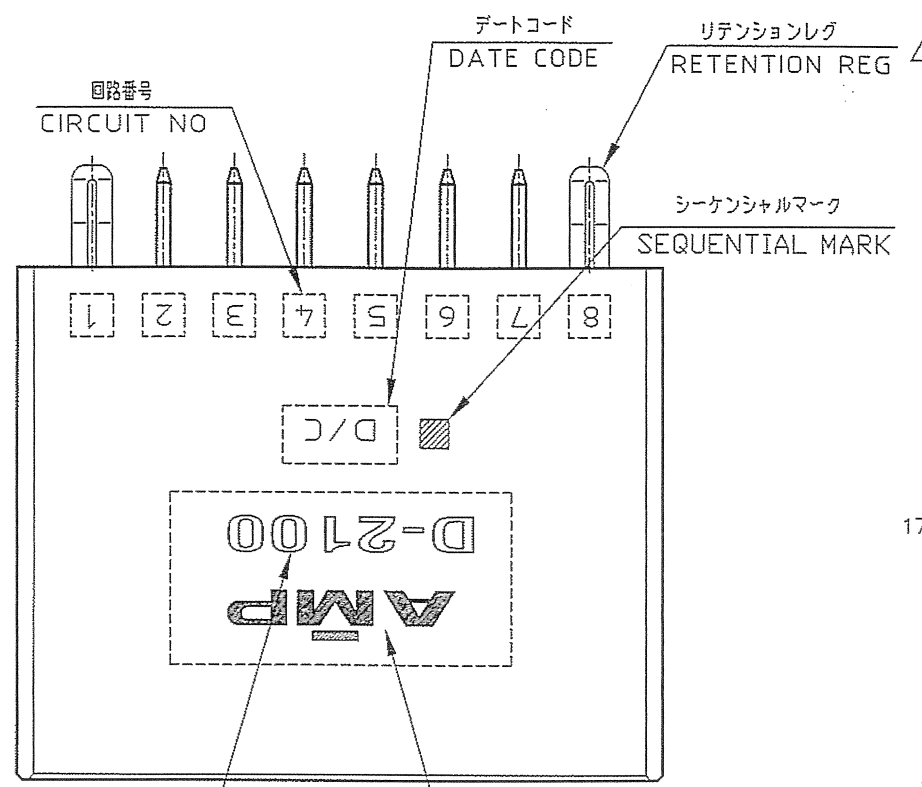 デートコード
DATE CODE
リテンションレグ
RETENTION REG
回路番号
CIRCUIT NO
シーケンシャルマーク
SEQUENTIAL MARK
1 2 3 4 5 6 7 8
D/C
17
D-2100
AMP